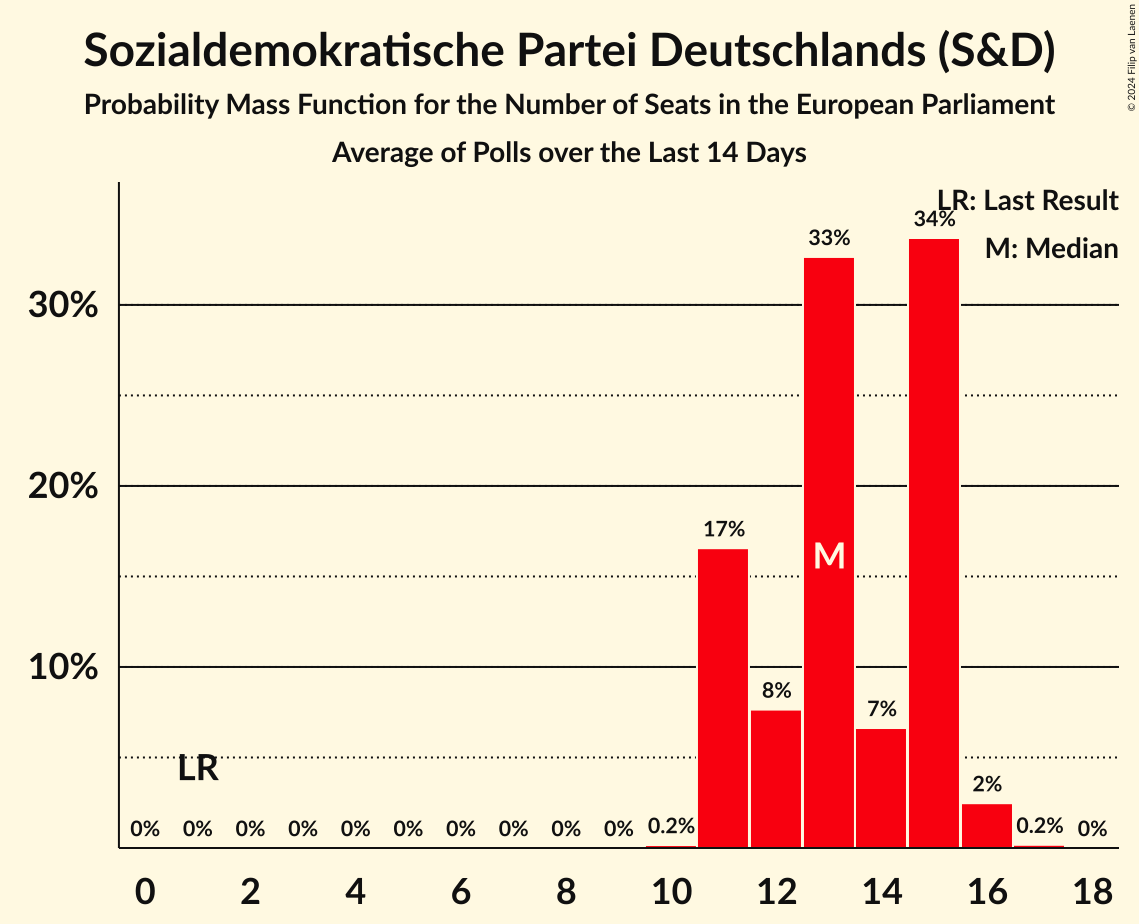 Sozialdemokratische Partei Deutschlands (S&D)
Probability Mass Function for the Number of Seats in the European Parliament
Average of Polls over the Last 14 Days
© 2024 Filip van Laenen
LR: Last Result
M: Median
34%
33%
30%
20%
17%
M
10%
8%
7%
LR
2%
0% 0% 0% 0% 0% 0% 0% 0% 0% 0% 0.2% 0.2% 0%
0 2 4 6 8 10 12 14 16 18